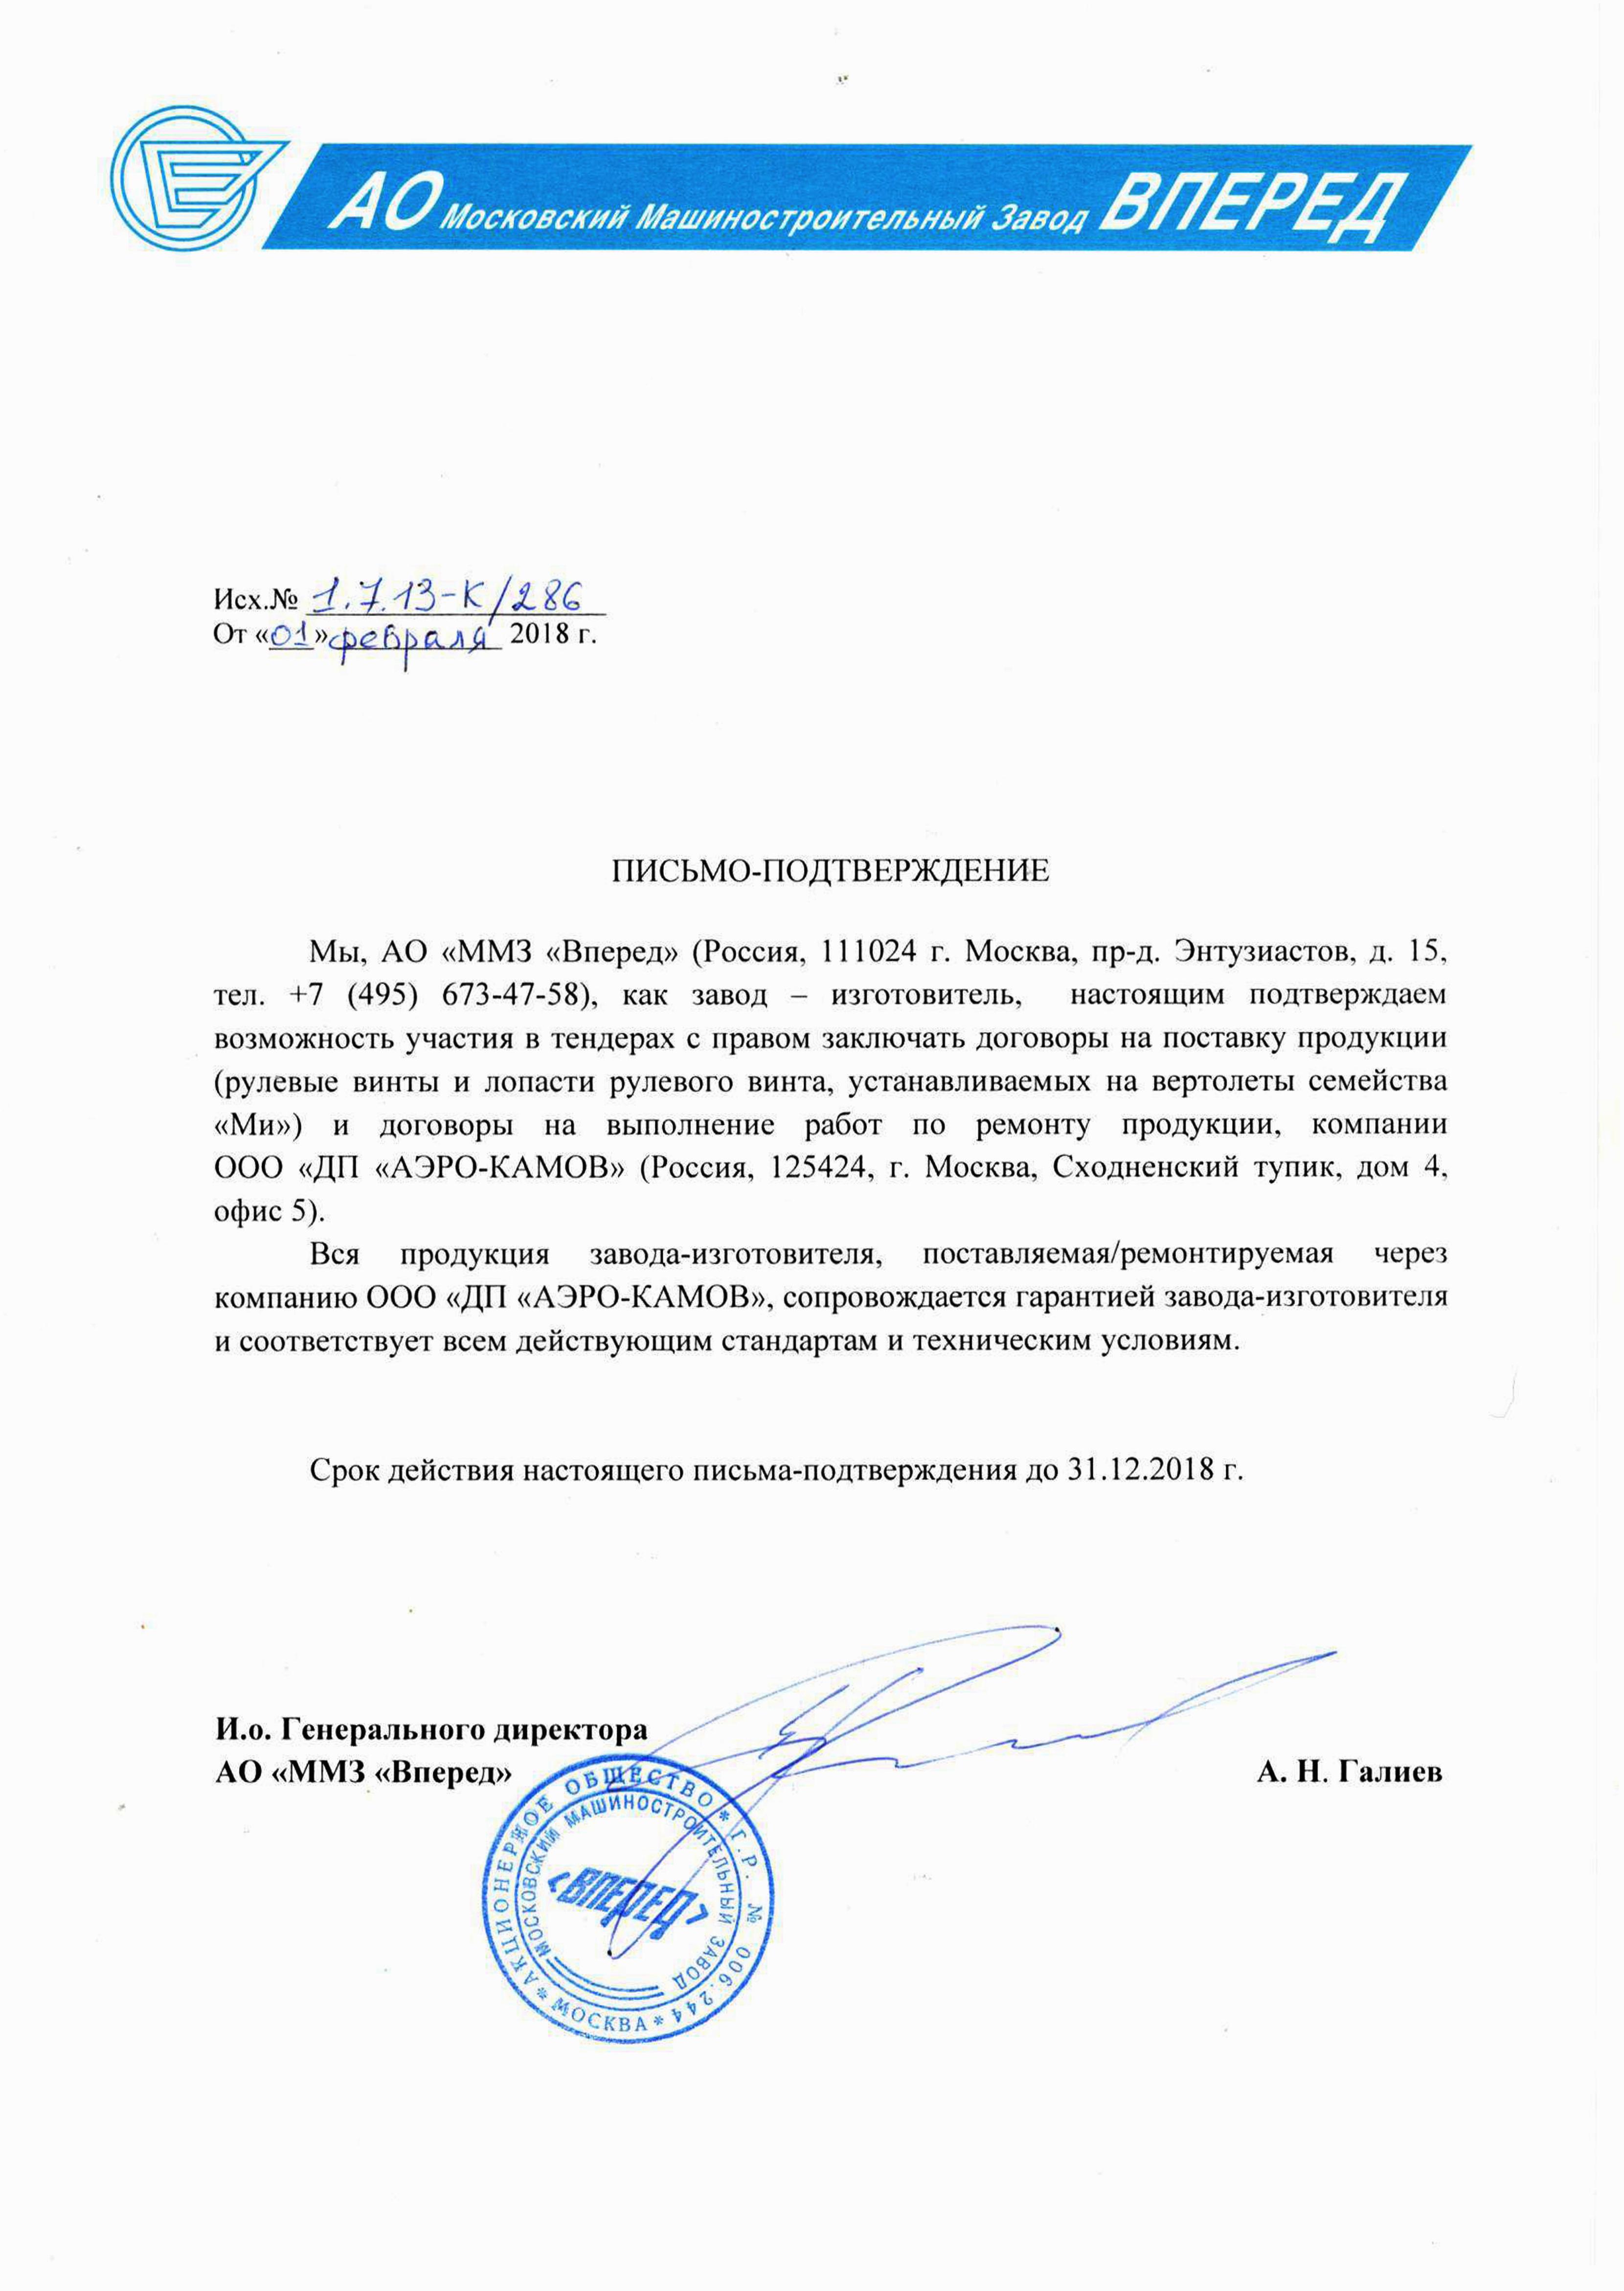 АО Московский Машиностроительный Завод ВПЕРЕД
Исх.№ 1.7.13-К/286
От «01» февраля 2018 г.
ПИСЬМО-ПОДТВЕРЖДЕНИЕ
Мы, АО «ММЗ «Вперед» (Россия, 111024 г. Москва, пр-д. Энтузиастов, д. 15,
тел. +7 (495) 673-47-58), как завод – изготовитель, настоящим подтверждаем
возможность участия в тендерах с правом заключать договоры на поставку продукции
(рулевые винты и лопасти рулевого винта, устанавливаемых на вертолеты семейства
«Ми») и договоры на выполнение работ по ремонту продукции, компании
ООО «ДП «АЭРО-КАМОВ» (Россия, 125424, г. Москва, Сходненский тупик, дом 4,
офис 5).
Вся продукция завода-изготовителя, поставляемая/ремонтируемая через
компанию ООО «ДП «АЭРО-КАМОВ», сопровождается гарантией завода-изготовителя
и соответствует всем действующим стандартам и техническим условиям.
Срок действия настоящего письма-подтверждения до 31.12.2018 г.
И.о. Генерального директора
АО «ММЗ «Вперед»
А. Н. Галиев
АКЦИОНЕРНОЕ ОБЩЕСТВО * Г.Р. № 006.244 * МОСКВА *
МОСКОВСКИЙ МАШИНОСТРОИТЕЛЬНЫЙ ЗАВОД
<ВПЕРЕД>